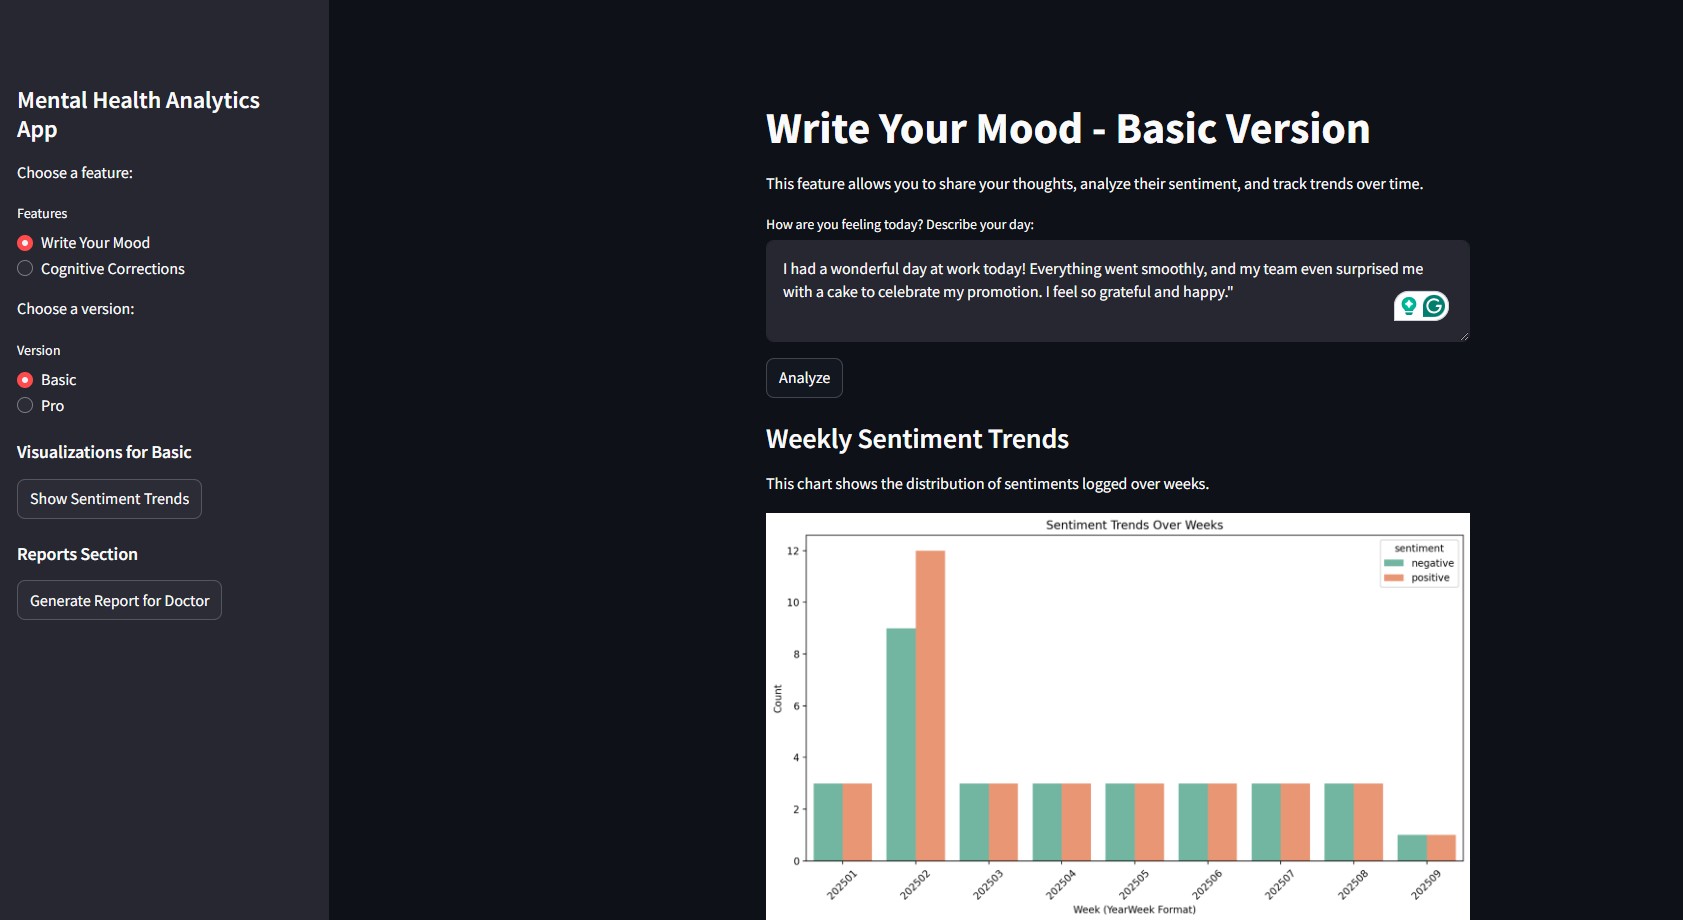 Mental Health Analytics
App
Choose a feature:
Features
Write Your Mood
Cognitive Corrections
Choose a version:
Version
Basic
Pro
Visualizations for Basic
Show Sentiment Trends
Reports Section
Generate Report for Doctor
Write Your Mood - Basic Version
This feature allows you to share your thoughts, analyze their sentiment, and track trends over time.
How are you feeling today? Describe your day:
I had a wonderful day at work today! Everything went smoothly, and my team even surprised me
with a cake to celebrate my promotion. I feel so grateful and happy."
Analyze
Weekly Sentiment Trends
This chart shows the distribution of sentiments logged over weeks.
Sentiment Trends Over Weeks
sentiment
negative
positive
Count
12
10
8
6
4
2
0
202501
202502
202503
202504
202505
202506
202507
202508
202509
Week (YearWeek Format)